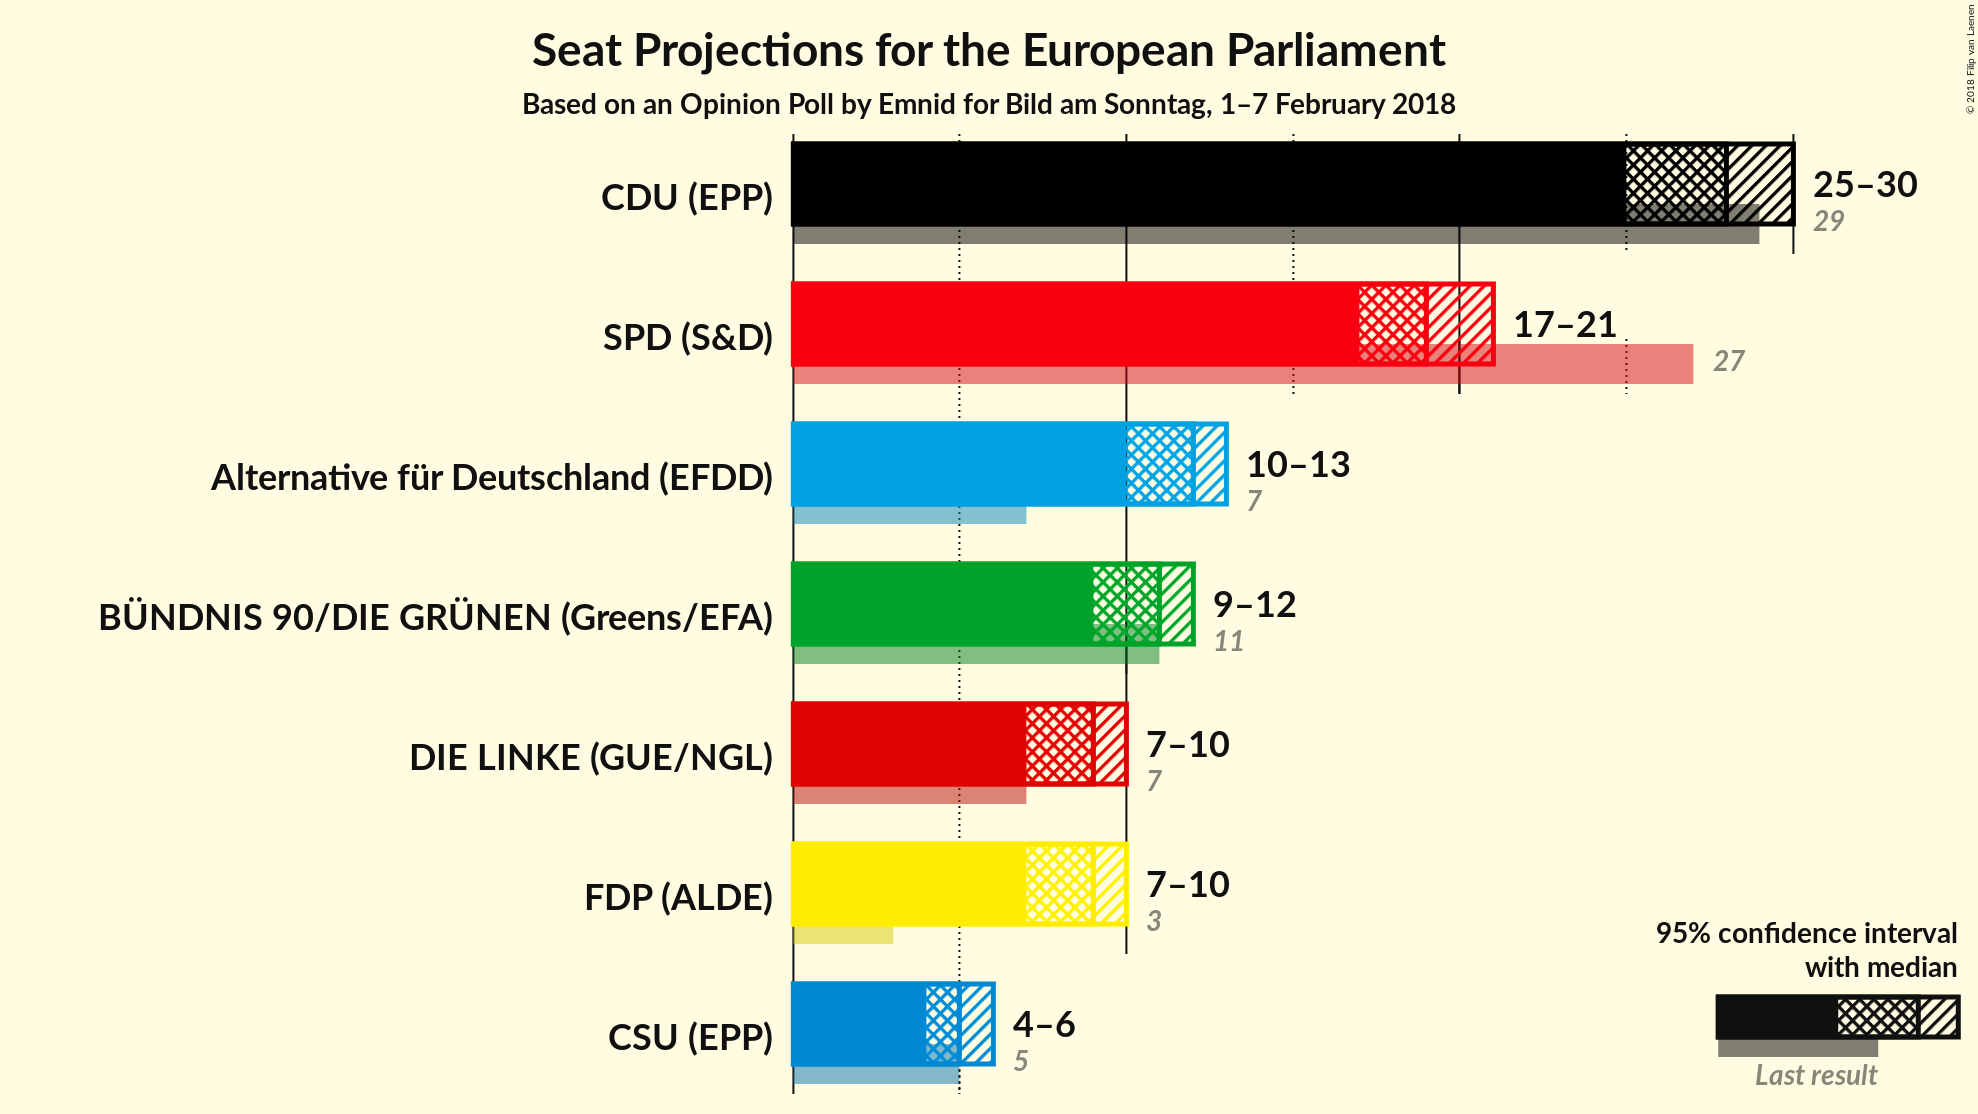 Seat Projections for the European Parliament
Based on an Opinion Poll by Emnid for Bild am Sonntag, 1–7 February 2018
© 2018 Filip van Laenen
CDU (EPP)
25–30
29
SPD (S&D)
17–21
27
Alternative für Deutschland (EFDD)
10–13
7
BÜNDNIS 90/DIE GRÜNEN (Greens/EFA)
9–12
11
DIE LINKE (GUE/NGL)
7–10
7
FDP (ALDE)
7–10
3
CSU (EPP)
4–6
5
95% confidence interval
with median
Last result